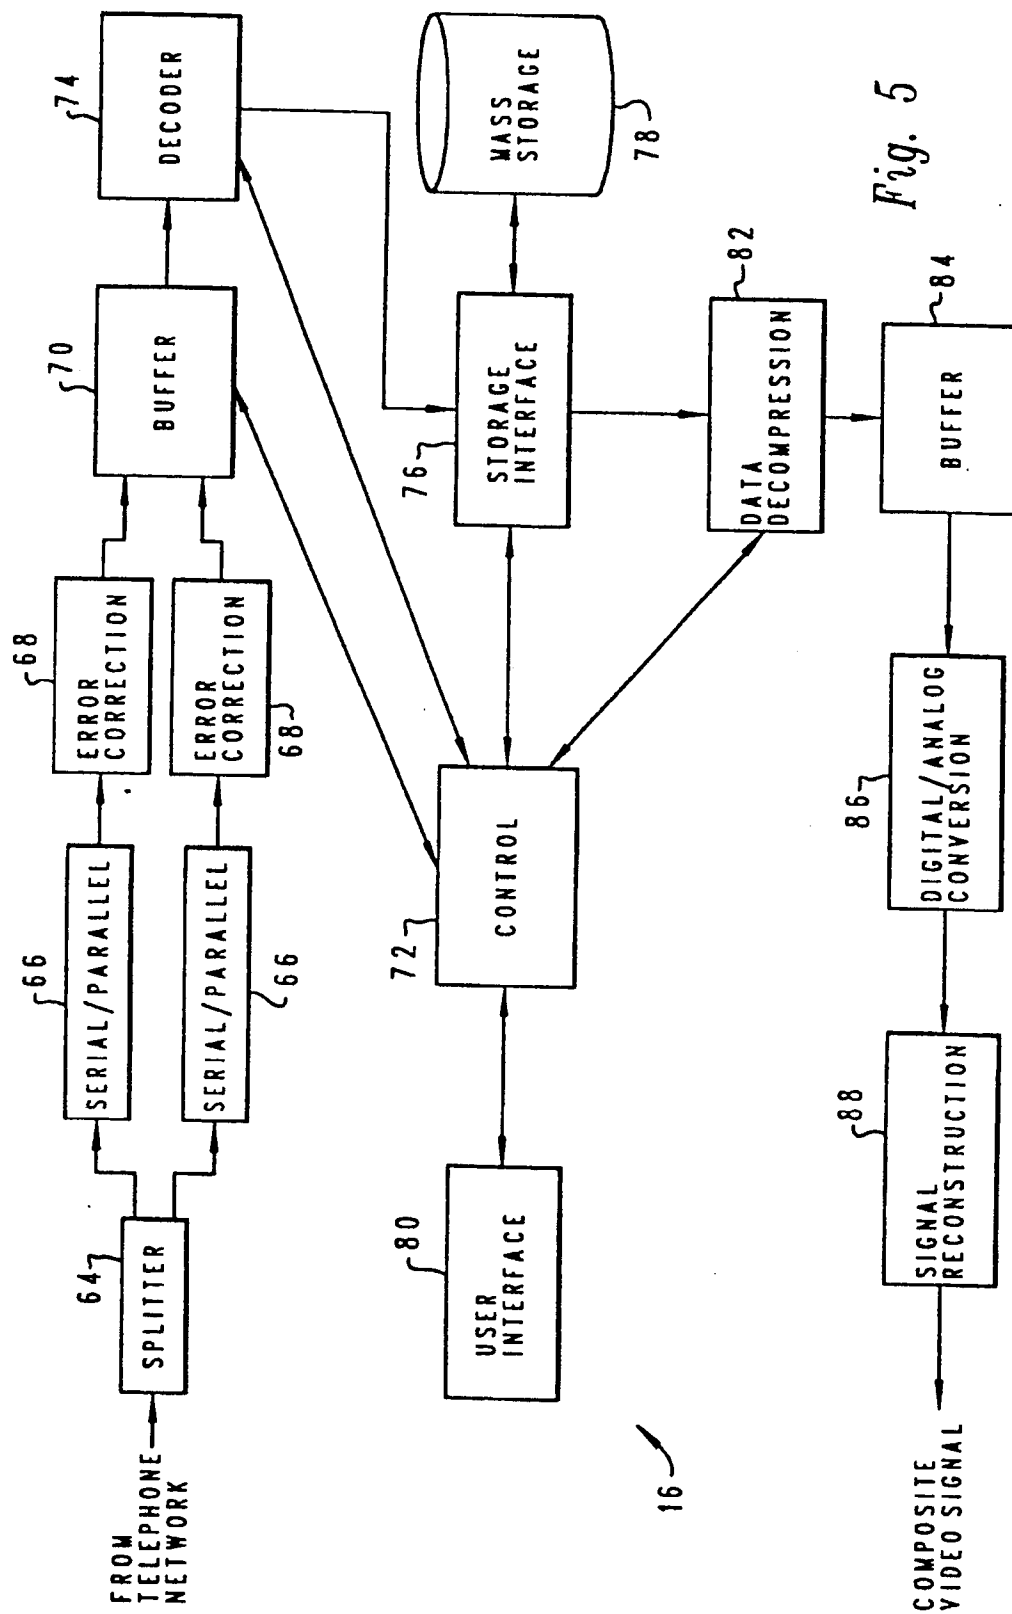 FROM
TELEPHONE
NETWORK
64
SPLITTER
66
SERIAL/PARALLEL
SERIAL/PARALLEL
66
68
ERROR
CORRECTION
ERROR
CORRECTION
68
70
BUFFER
74
DECODER
80
USER
INTERFACE
72
CONTROL
76
STORAGE
INTERFACE
MASS
STORAGE
78
82
DATA
DECOMPRESSION
16
88
SIGNAL
RECONSTRUCTION
86
DIGITAL/ANALOG
CONVERSION
84
BUFFER
COMPOSITE
VIDEO SIGNAL
Fig. 5